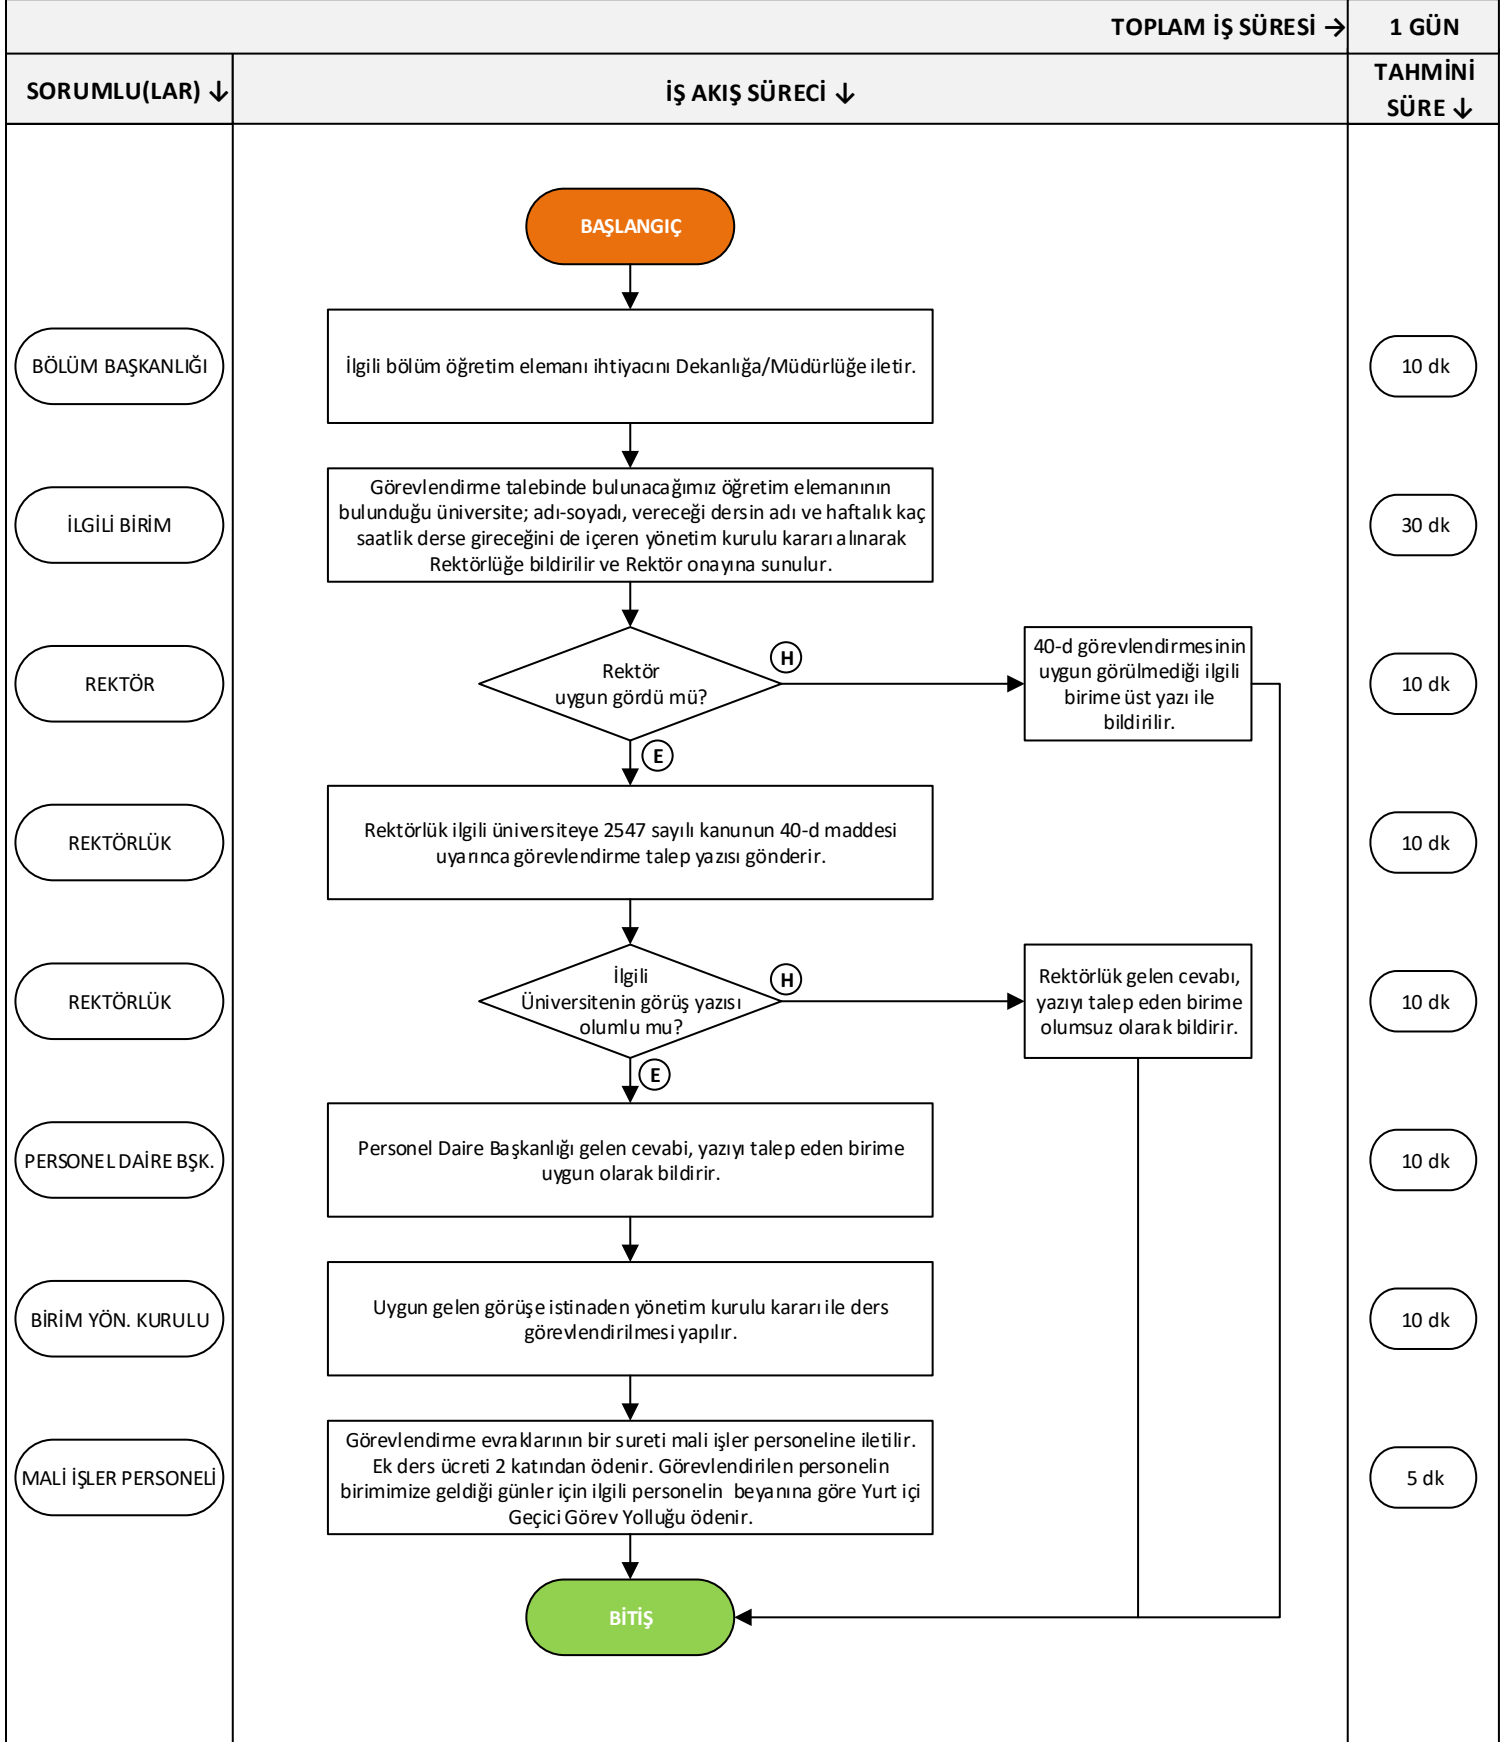 TOPLAM İŞ SÜRESİ →
1 GÜN
SORUMLU(LAR) ↓
İŞ AKIŞ SÜRECİ ↓
TAHMİNİ
SÜRE ↓
BAŞLANGIÇ
BÖLÜM BAŞKANLIĞI
İlgili bölüm öğretim elemanı ihtiyacını Dekanlığa/Müdürlüğe iletir.
10 dk
İLGİLİ BİRİM
Görevlendirme talebinde bulunacağımız öğretim elemanının
bulunduğu üniversite; adı-soyadı, vereceği dersin adı ve haftalık kaç
saatlik derse gireceğini de içeren yönetim kurulu kararı alınarak
Rektörlüğe bildirilir ve Rektör onayına sunulur.
30 dk
REKTÖR
Rektör
uygun gördü mü?
H
40-d görevlendirmesinin
uygun görülmediği ilgili
birime üst yazı ile
bildirilir.
10 dk
E
REKTÖRLÜK
Rektörlük ilgili üniversiteye 2547 sayılı kanunun 40-d maddesi
uyarınca görevlendirme talep yazısı gönderir.
10 dk
REKTÖRLÜK
İlgili
Üniversitenin görüş yazısı
olumlu mu?
H
Rektörlük gelen cevabı,
yazıyı talep eden birime
olumsuz olarak bildirir.
10 dk
E
PERSONEL DAİRE BŞK.
Personel Daire Başkanlığı gelen cevabi, yazıyı talep eden birime
uygun olarak bildirir.
10 dk
BİRİM YÖN. KURULU
Uygun gelen görüşe istinaden yönetim kurulu kararı ile ders
görevlendirilmesi yapılır.
10 dk
MALİ İŞLER PERSONELİ
Görevlendirme evraklarının bir sureti mali işler personeline iletilir.
Ek ders ücreti 2 katından ödenir. Görevlendirilen personelin
birimimize geldiği günler için ilgili personelin beyanına göre Yurt içi
Geçici Görev Yolluğu ödenir.
5 dk
BİTİŞ